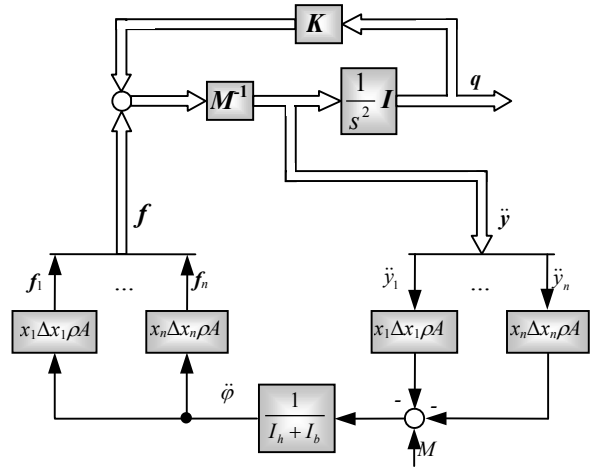 K
q
M⁻¹
1/s² I
f
ÿ
f₁ ... fₙ
ÿ₁ ... ÿₙ
x₁Δx₁ρA xₙΔxₙρA x₁Δx₁ρA xₙΔxₙρA
φ̈ 1/(I_h + I_b) - -
M